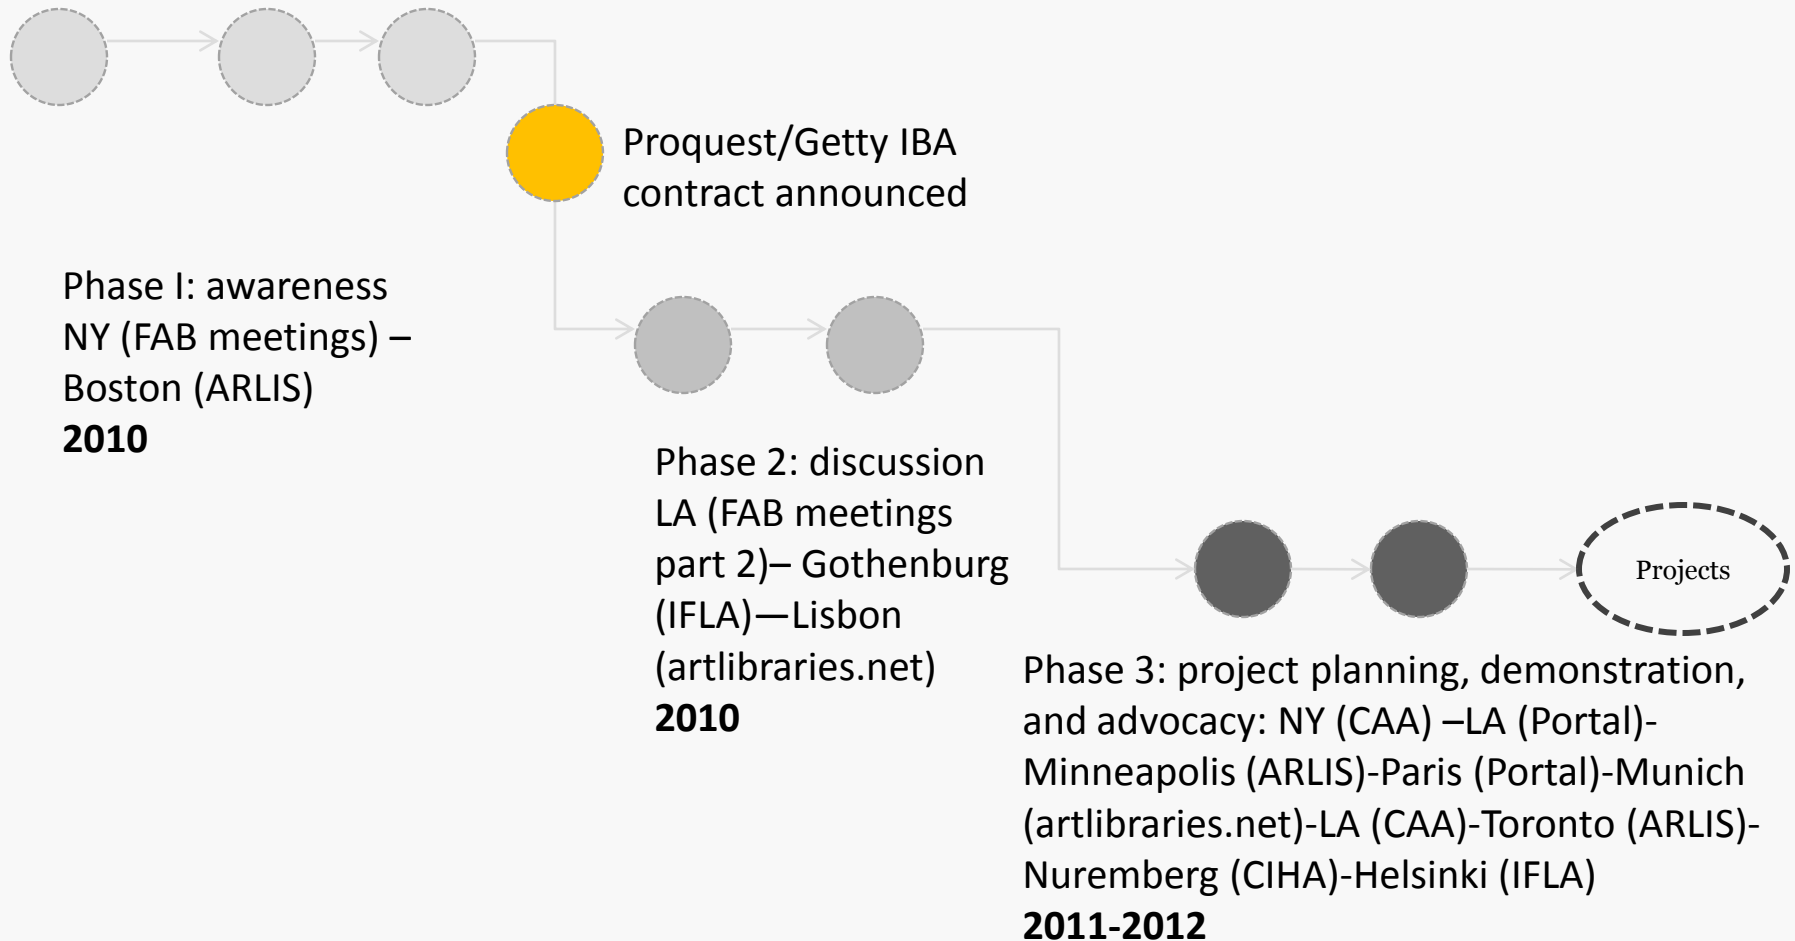 Proquest/Getty IBA
contract announced
Phase I: awareness
NY (FAB meetings) –
Boston (ARLIS)
2010
Phase 2: discussion
LA (FAB meetings
part 2)– Gothenburg
(IFLA)—Lisbon
(artlibraries.net)
2010
Projects
Phase 3: project planning, demonstration,
and advocacy: NY (CAA) –LA (Portal)-
Minneapolis (ARLIS)-Paris (Portal)-Munich
(artlibraries.net)-LA (CAA)-Toronto (ARLIS)-
Nuremberg (CIHA)-Helsinki (IFLA)
2011-2012